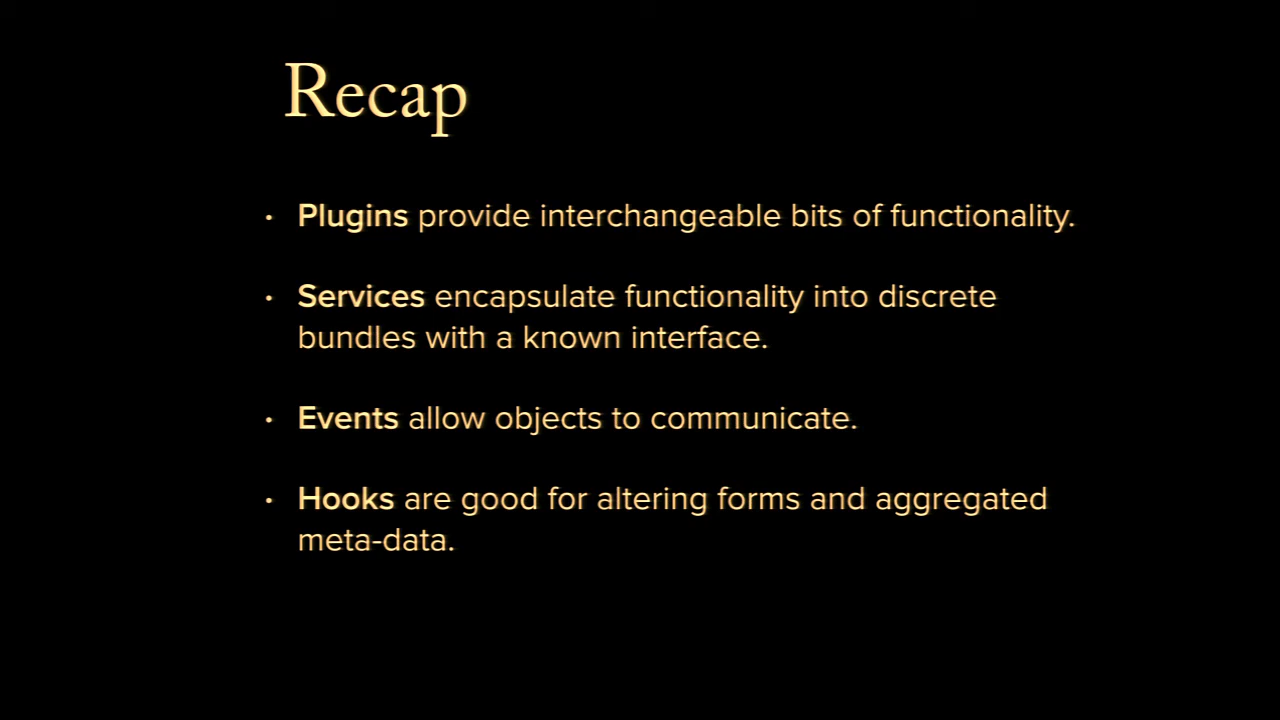 Recap
• Plugins provide interchangeable bits of functionality.
• Services encapsulate functionality into discrete
bundles with a known interface.
• Events allow objects to communicate.
• Hooks are good for altering forms and aggregated
meta-data.